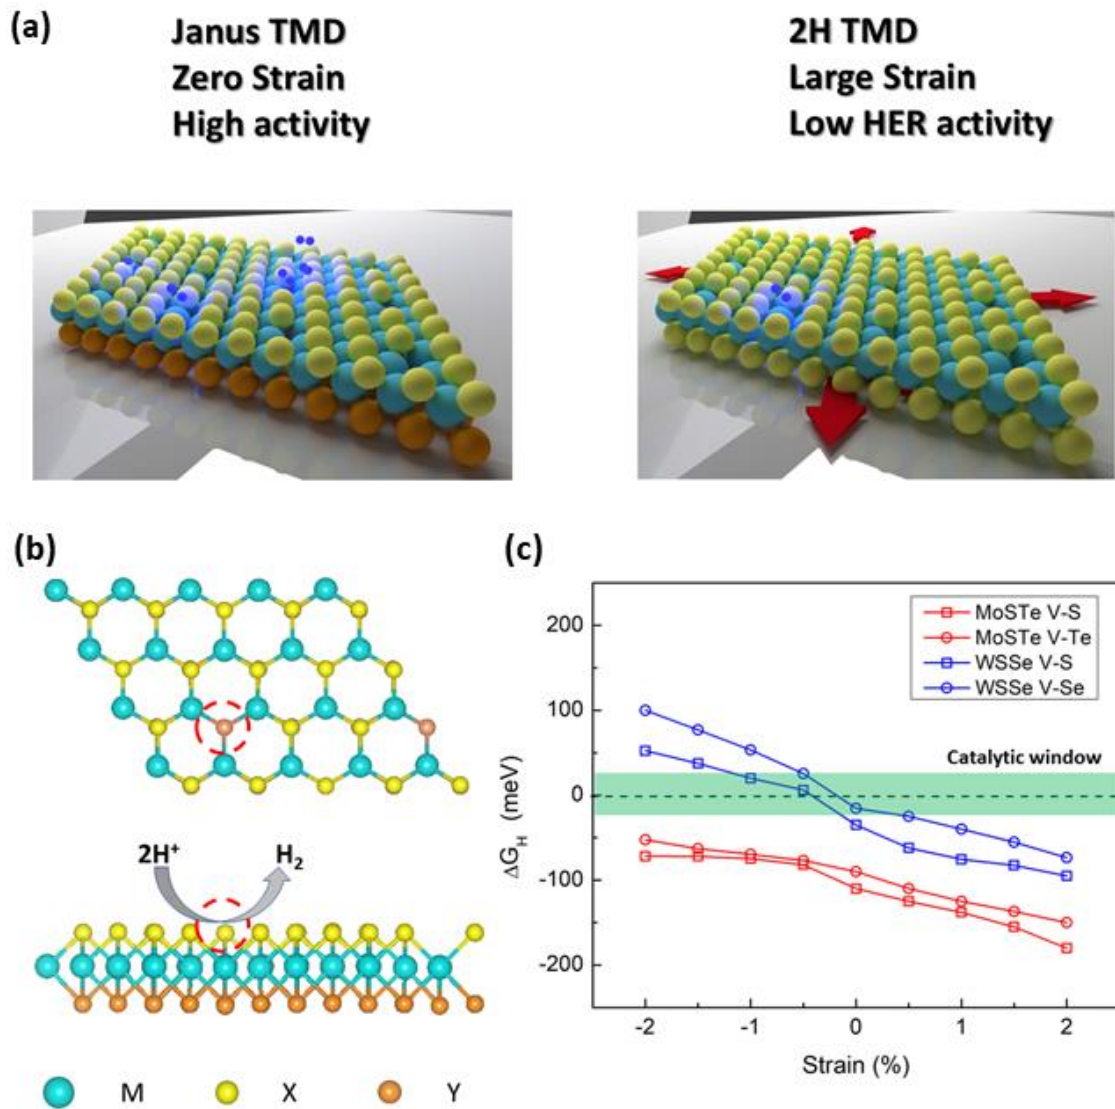 (a)
Janus TMD
Zero Strain
High activity
2H TMD
Large Strain
Low HER activity
(b)
2H⁺
H₂
M
X
Y
(c)
MoSTe V-S
MoSTe V-Te
WSSe V-S
WSSe V-Se
Catalytic window
ΔG_H (meV)
200
100
0
-100
-200
-2
-1
0
1
2
Strain (%)